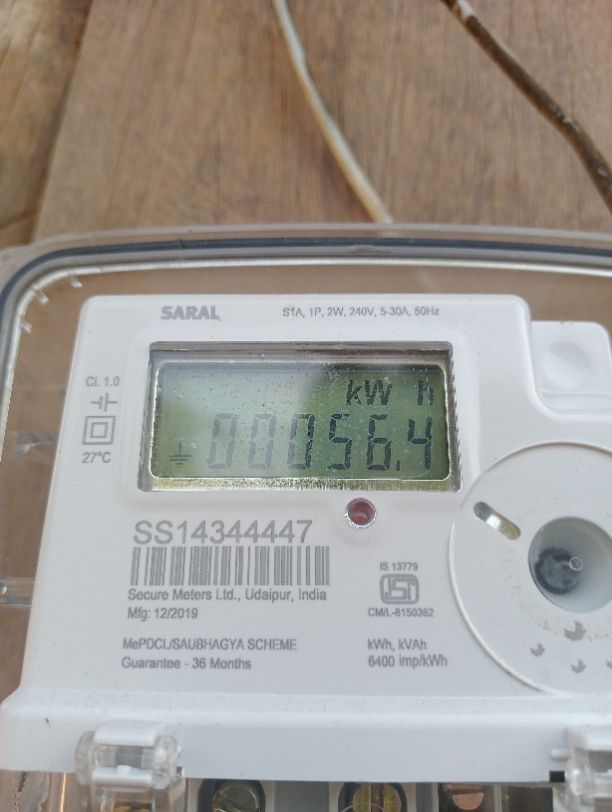 SARAL
S1A, 1P, 2W, 240V, 5-30A, 50Hz
Cl. 1.0
27°C
kW h
00056.4
SS14344447
Secure Meters Ltd., Udaipur, India
Mfg: 12/2019
IS 13779
ISI
CM/L-8150362
MePDCL/SAUBHAGYA SCHEME
Guarantee - 36 Months
kWh, kVAh
6400 imp/kWh